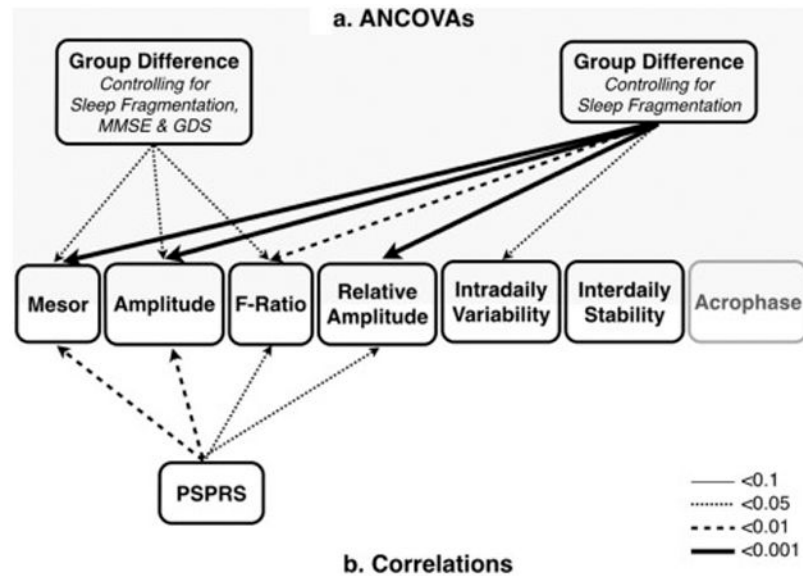 a. ANCOVAs
Group Difference
Controlling for
Sleep Fragmentation,
MMSE & GDS
Group Difference
Controlling for
Sleep Fragmentation
Mesor
Amplitude
F-Ratio
Relative
Amplitude
Intradaily
Variability
Interdaily
Stability
Acrophase
PSPRS
<0.1
<0.05
<0.01
<0.001
b. Correlations